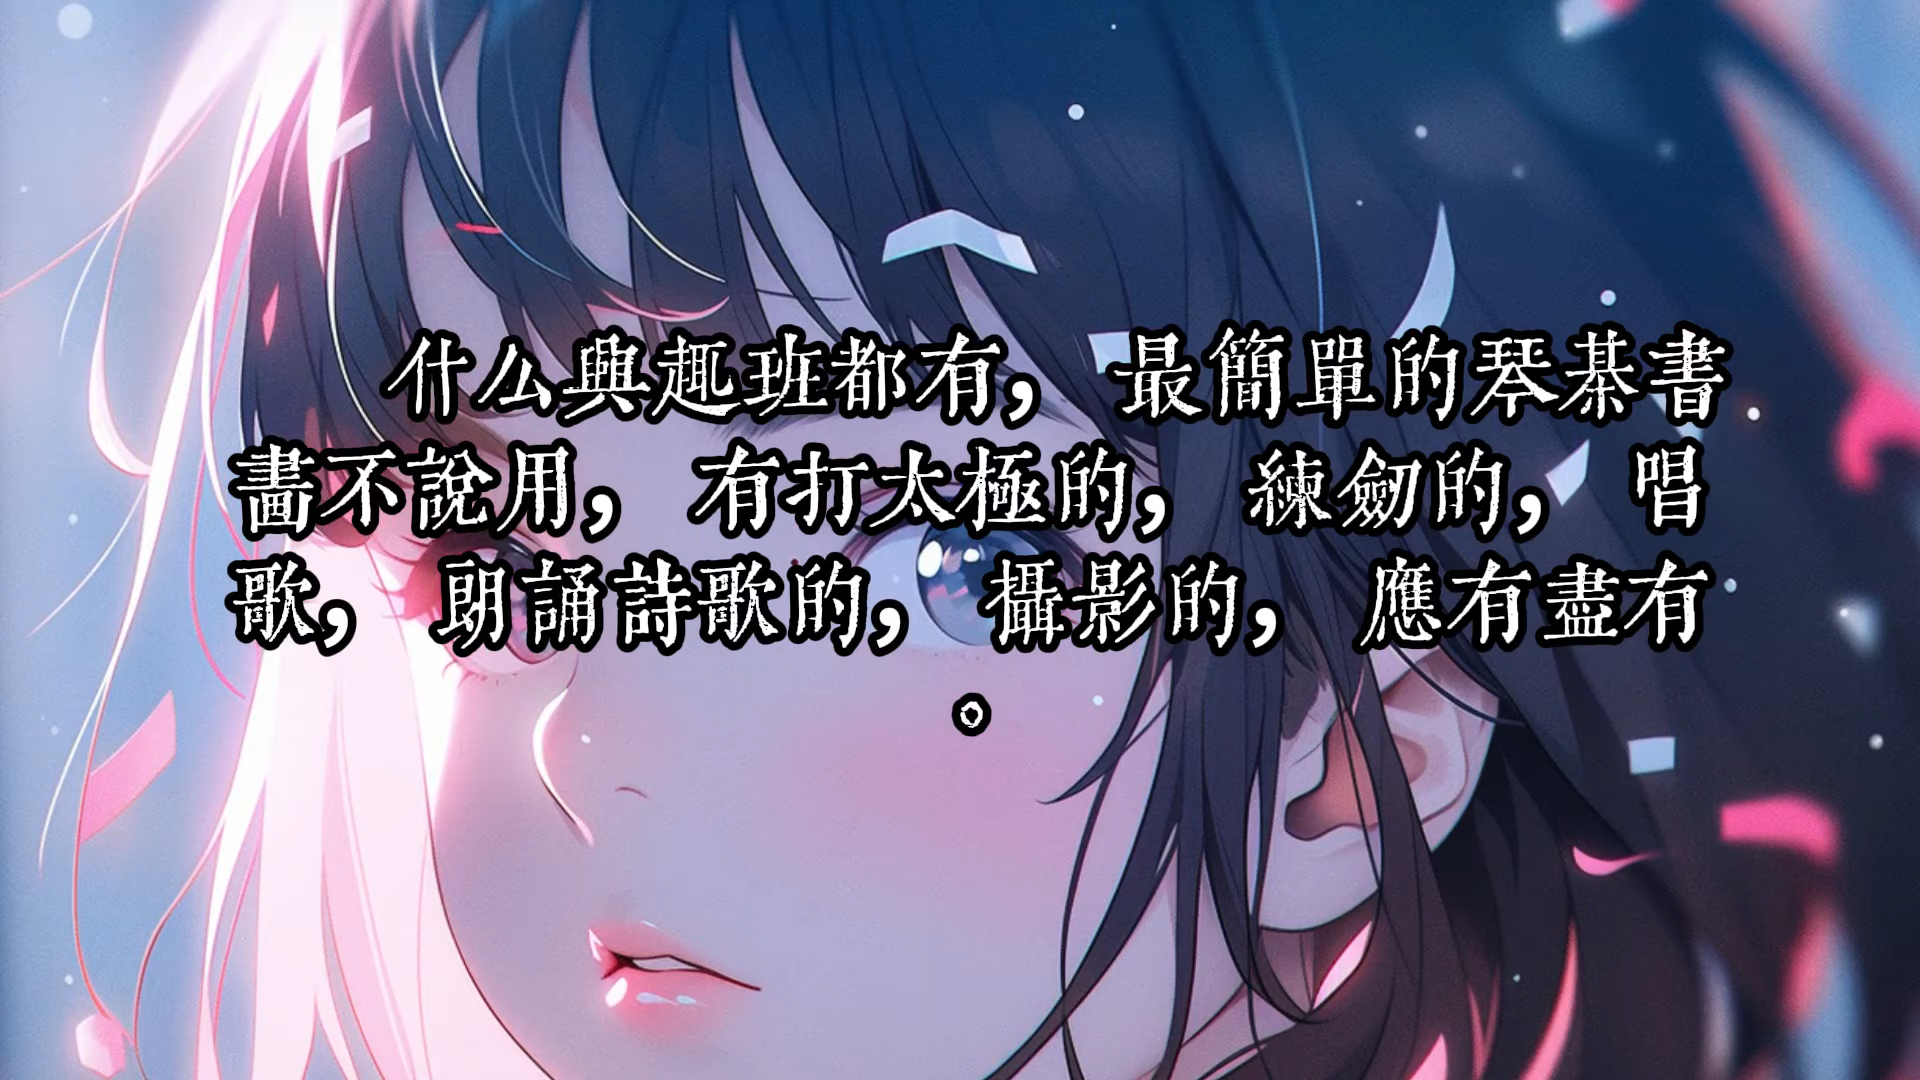 什么興趣班都有，最簡單的琴棊書
畵不說用，有打太極的，練劒的，唱
歌，朗誦詩歌的，攝影的，應有盡有
。